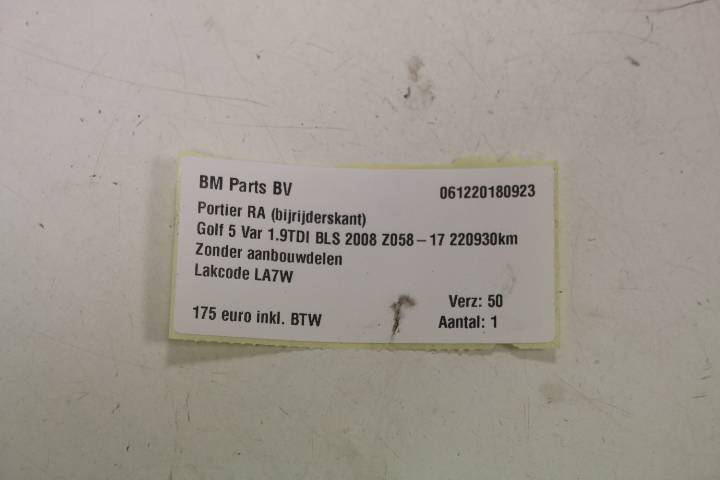 BM Parts BV 061220180923
Portier RA (bijrijderskant)
Golf 5 Var 1.9TDI BLS 2008 Z058-17 220930km
Zonder aanbouwdelen
Lakcode LA7W
Verz: 50
175 euro inkl. BTW Aantal: 1